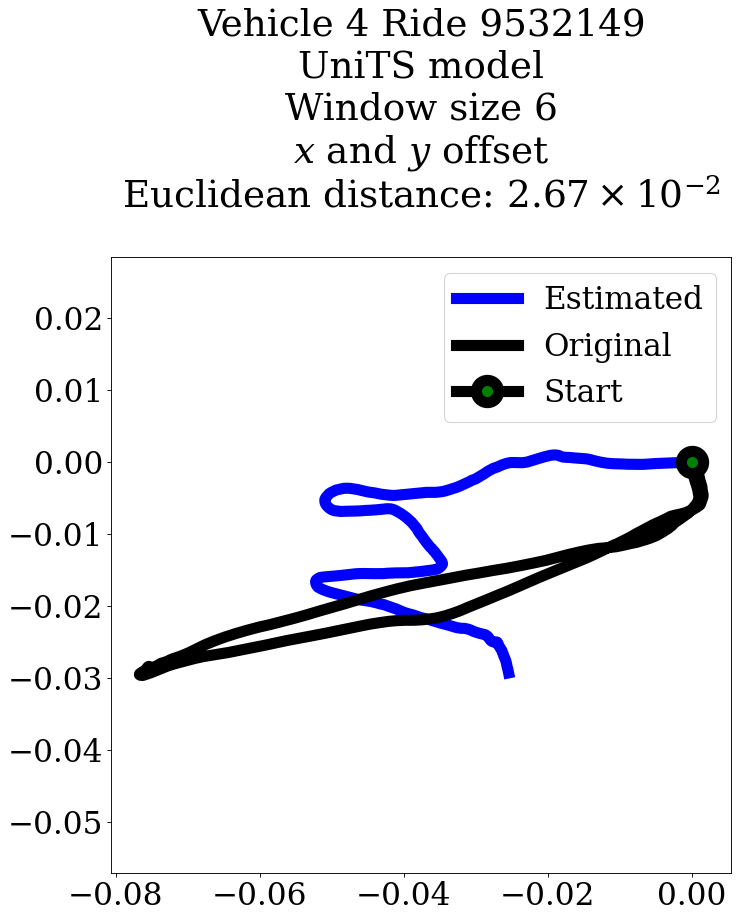 Vehicle 4 Ride 9532149
UniTS model
Window size 6
x and y offset
Euclidean distance: 2.67 × 10⁻²
Estimated
Original
Start
0.02
0.01
0.00
−0.01
−0.02
−0.03
−0.04
−0.05
−0.08 −0.06 −0.04 −0.02 0.00